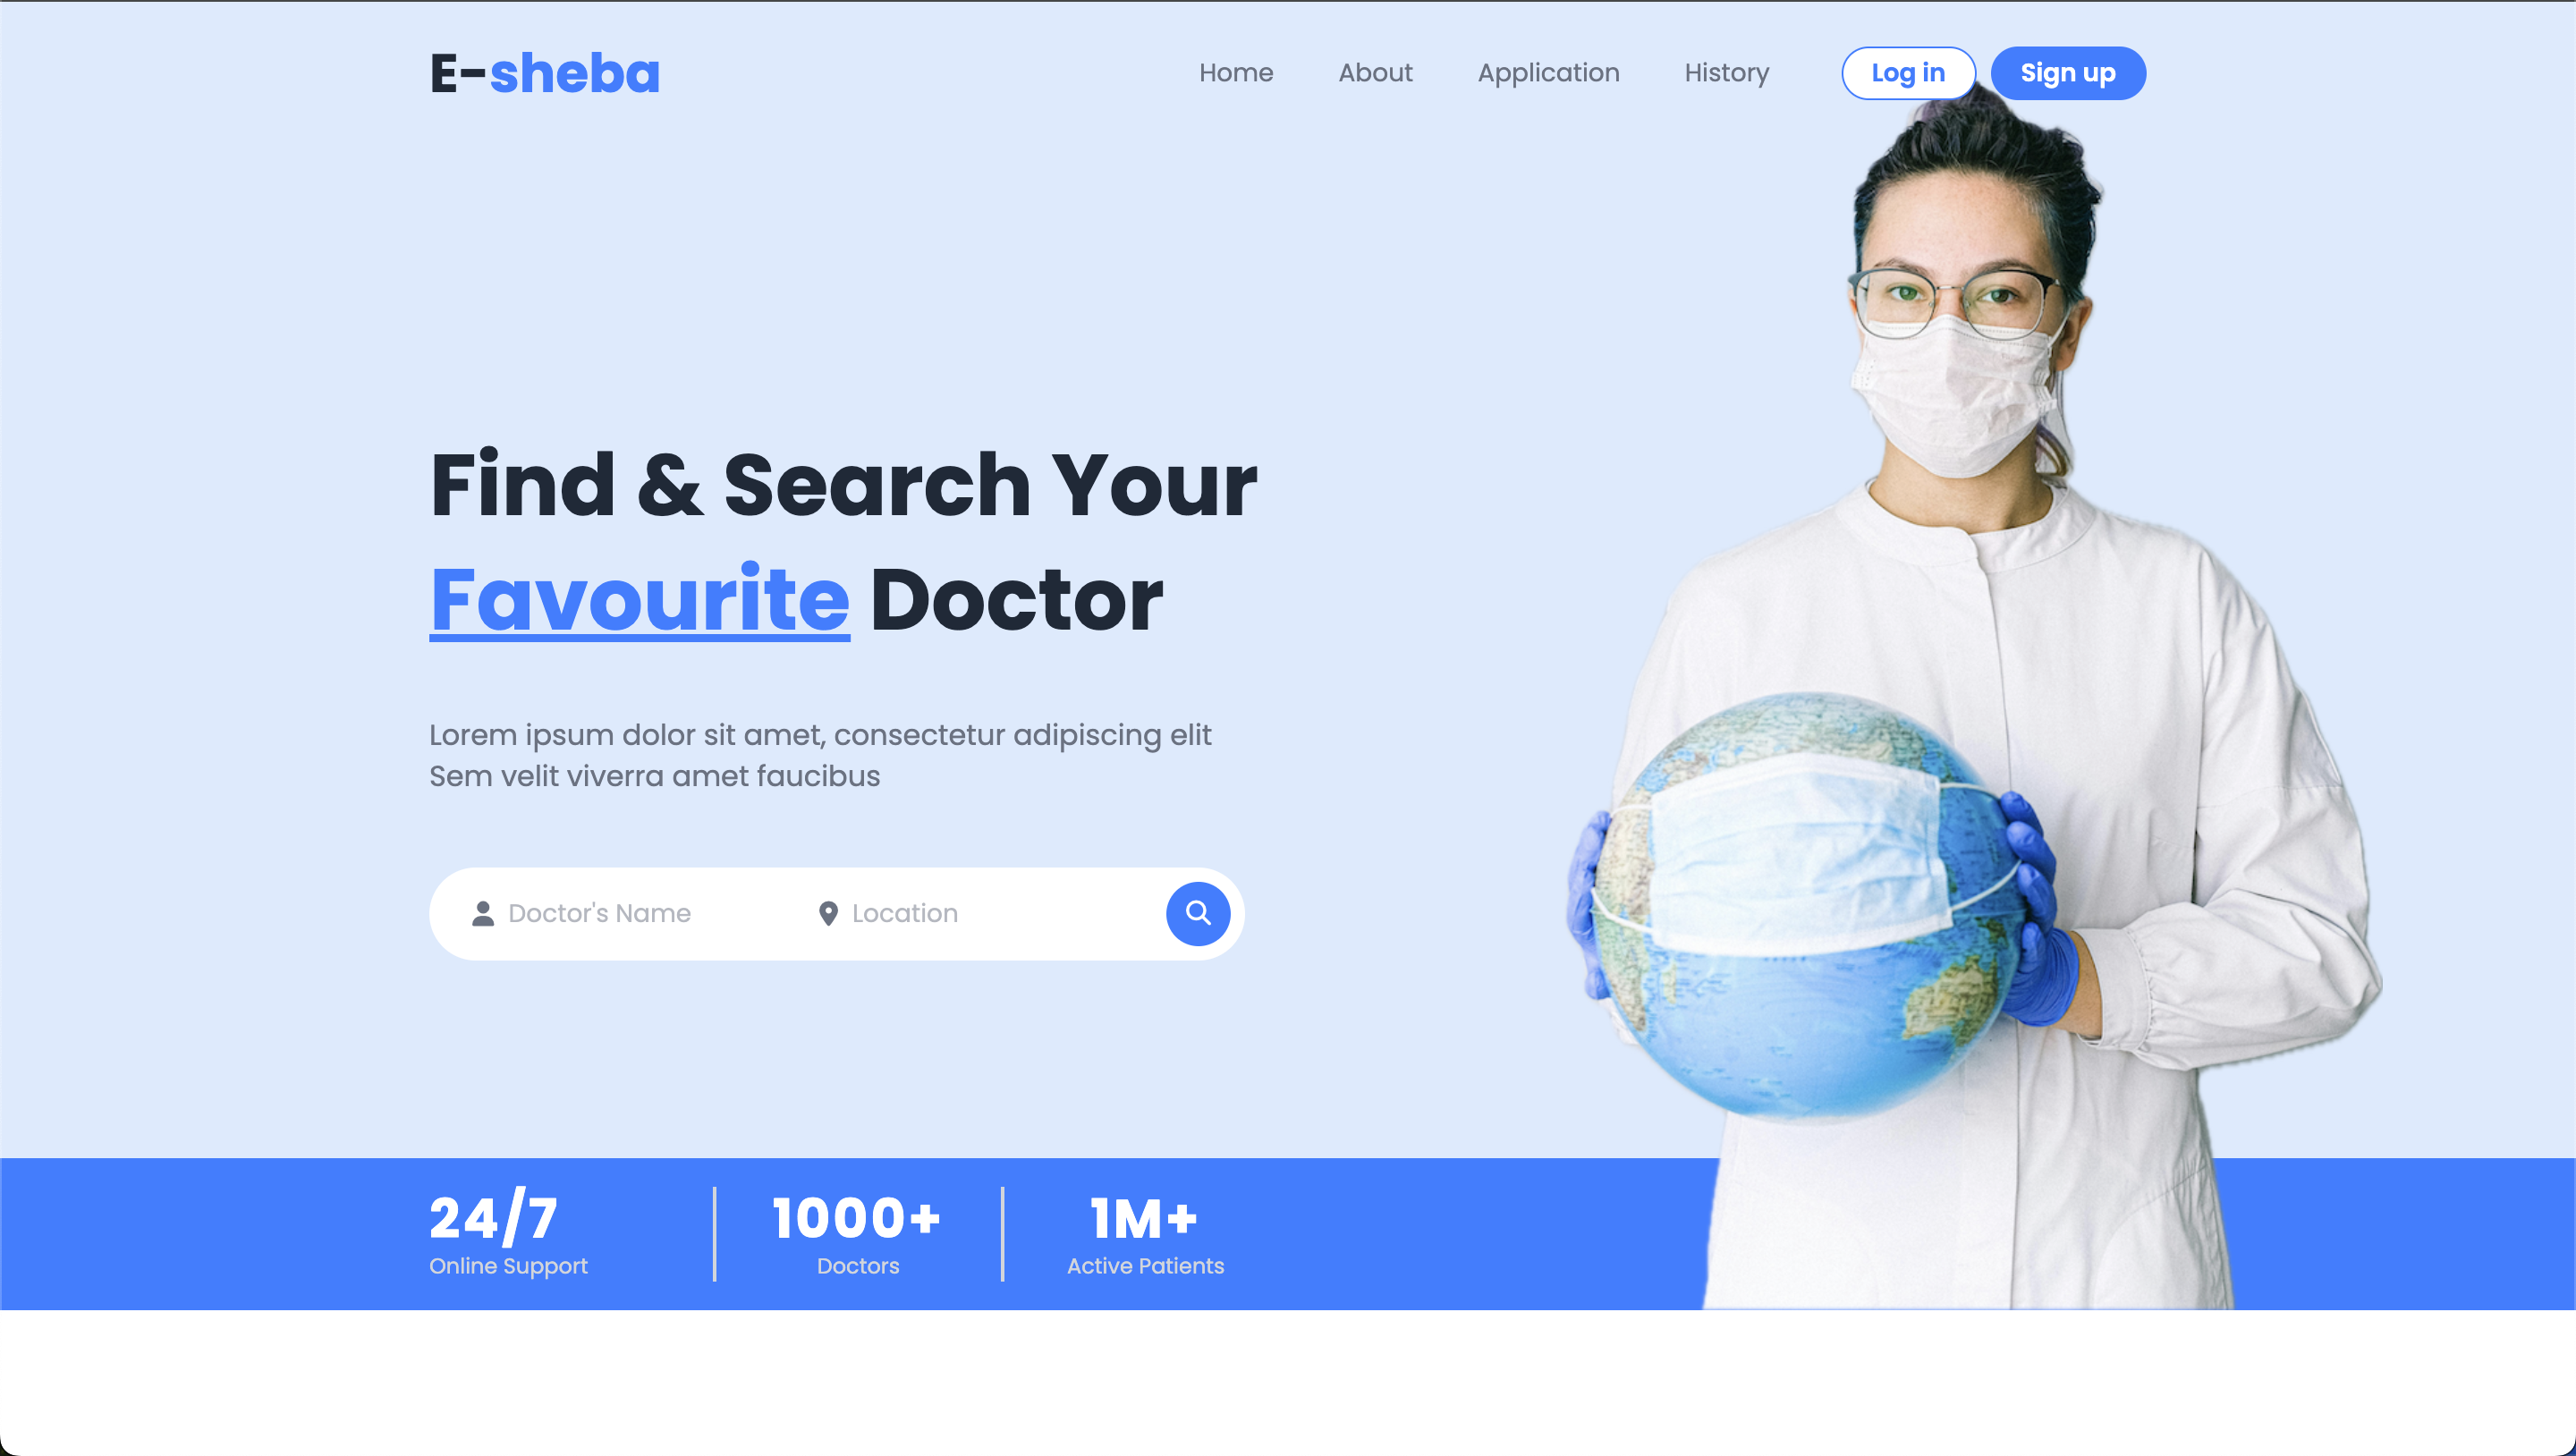 E-sheba
Home About Application History Log in Sign up
Find & Search Your
Favourite Doctor
Lorem ipsum dolor sit amet, consectetur adipiscing elit
Sem velit viverra amet faucibus
Doctor's Name Location
24/7 1000+ 1M+
Online Support Doctors Active Patients